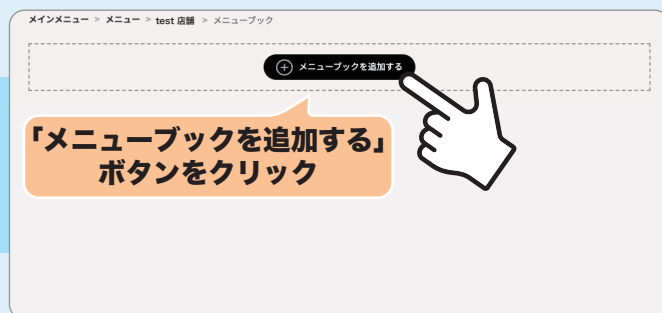 メインメニュー > メニュー > test 店舗 > メニューブック
メニューブックを追加する
「メニューブックを追加する」
ボタンをクリック